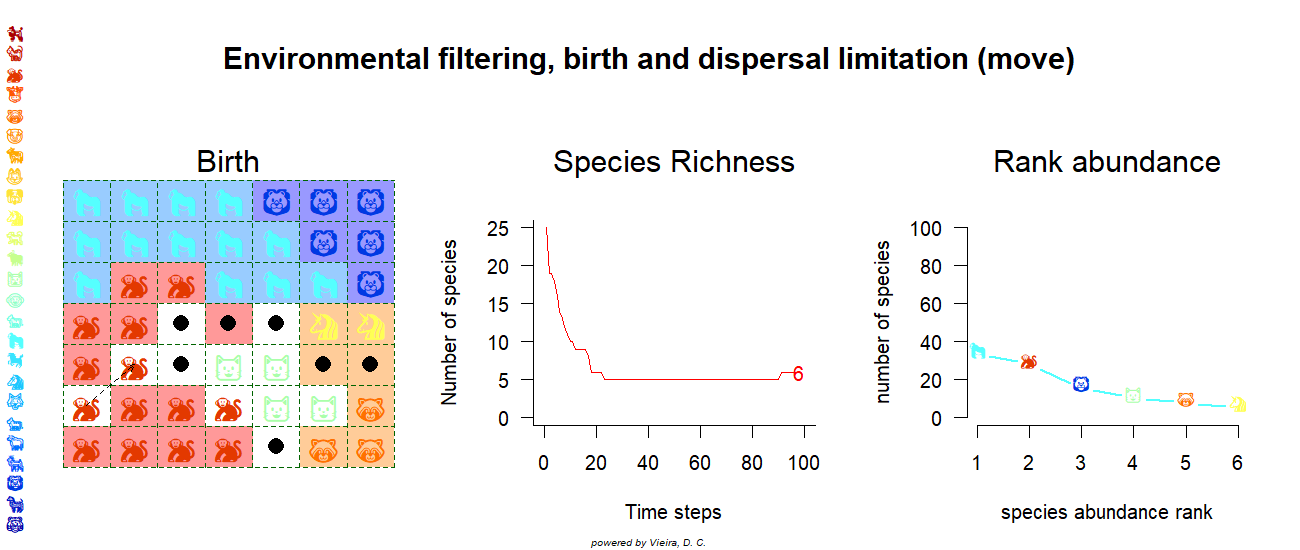 Environmental filtering, birth and dispersal limitation (move)
Birth
Species Richness
Rank abundance
Number of species
25
20
15
10
5
0
6
0 20 40 60 80 100
Time steps
number of species
100
80
60
40
20
0
1 2 3 4 5 6
species abundance rank
powered by Vieira, D. C.